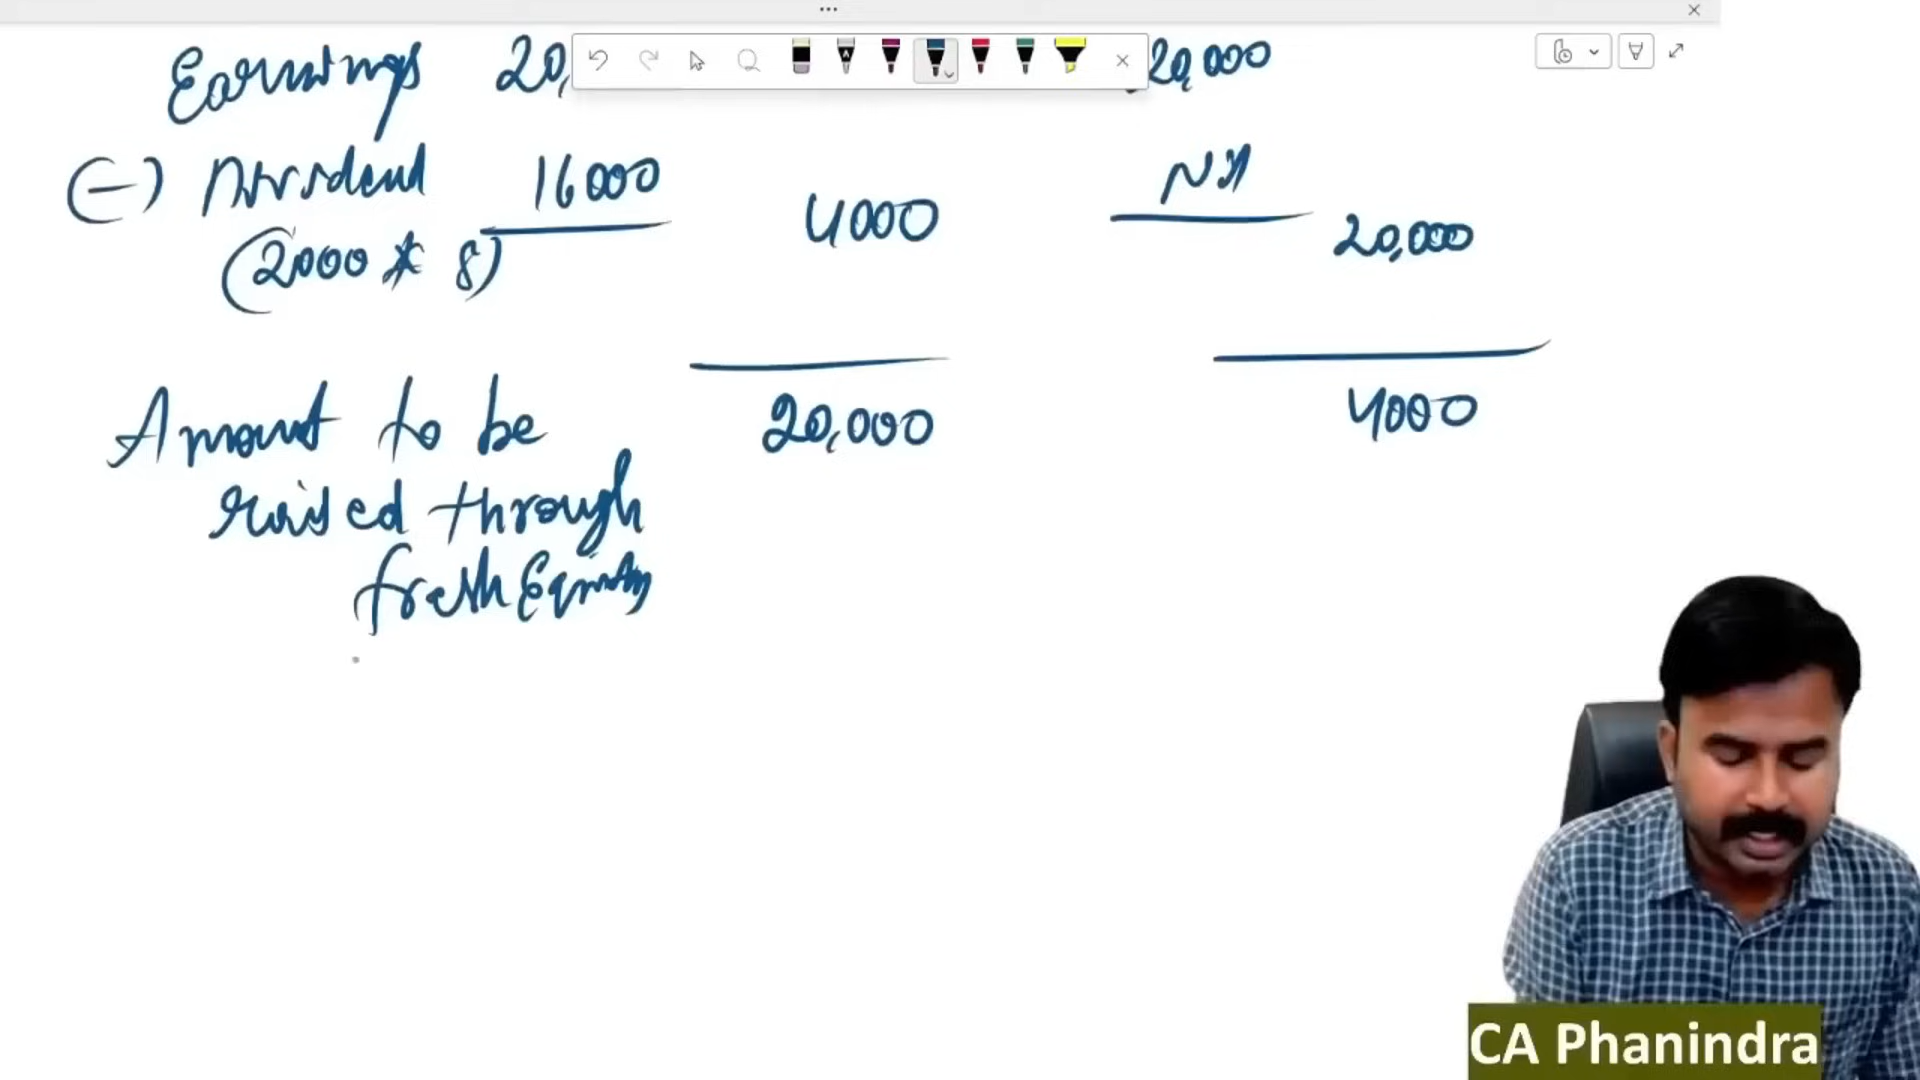 Earnings 20, 20,000
(-) Dividend 16000 Nil
4000 20,000
(2000 * 8)
Amount to be 20,000 4000
raised through
fresh Equity
CA Phanindra